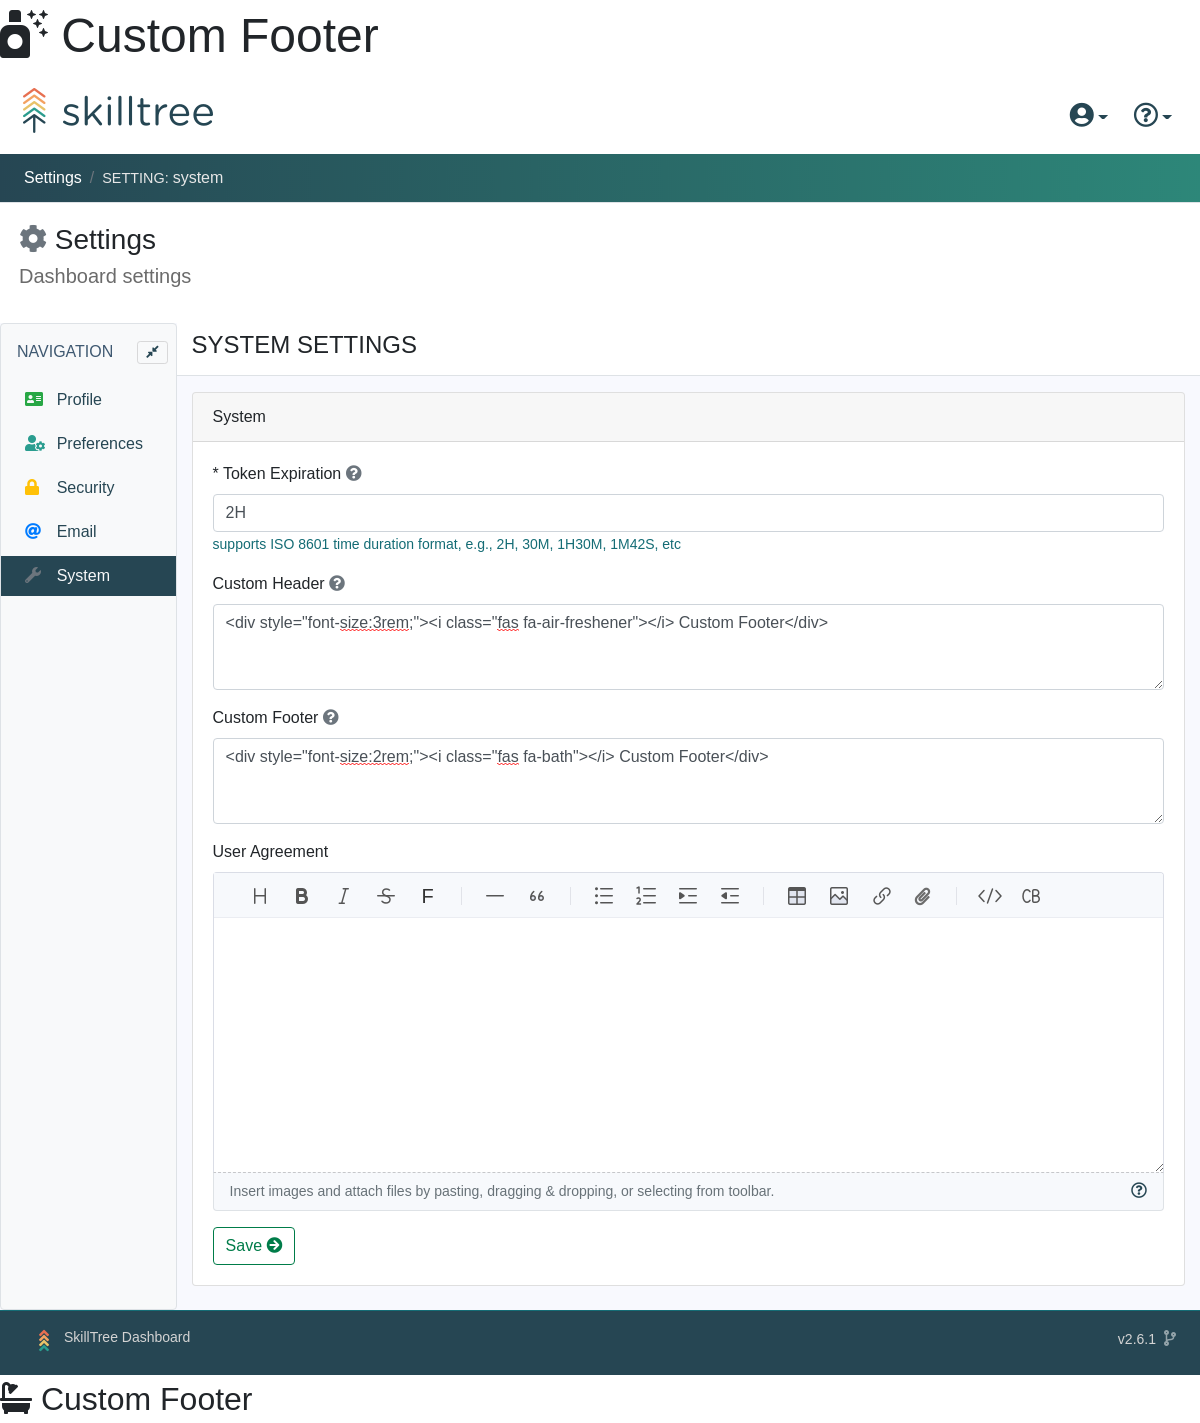 Custom Footer
skilltree
Settings / SETTING: system
Settings
Dashboard settings
NAVIGATION
Profile
Preferences
Security
Email
System
SYSTEM SETTINGS
System
* Token Expiration
2H
supports ISO 8601 time duration format, e.g., 2H, 30M, 1H30M, 1M42S, etc
Custom Header
<div style="font-size:3rem;"><i class="fas fa-air-freshener"></i> Custom Footer</div>
Custom Footer
<div style="font-size:2rem;"><i class="fas fa-bath"></i> Custom Footer</div>
User Agreement
H B I S F “ CB
Insert images and attach files by pasting, dragging & dropping, or selecting from toolbar.
Save
SkillTree Dashboard
v2.6.1
Custom Footer